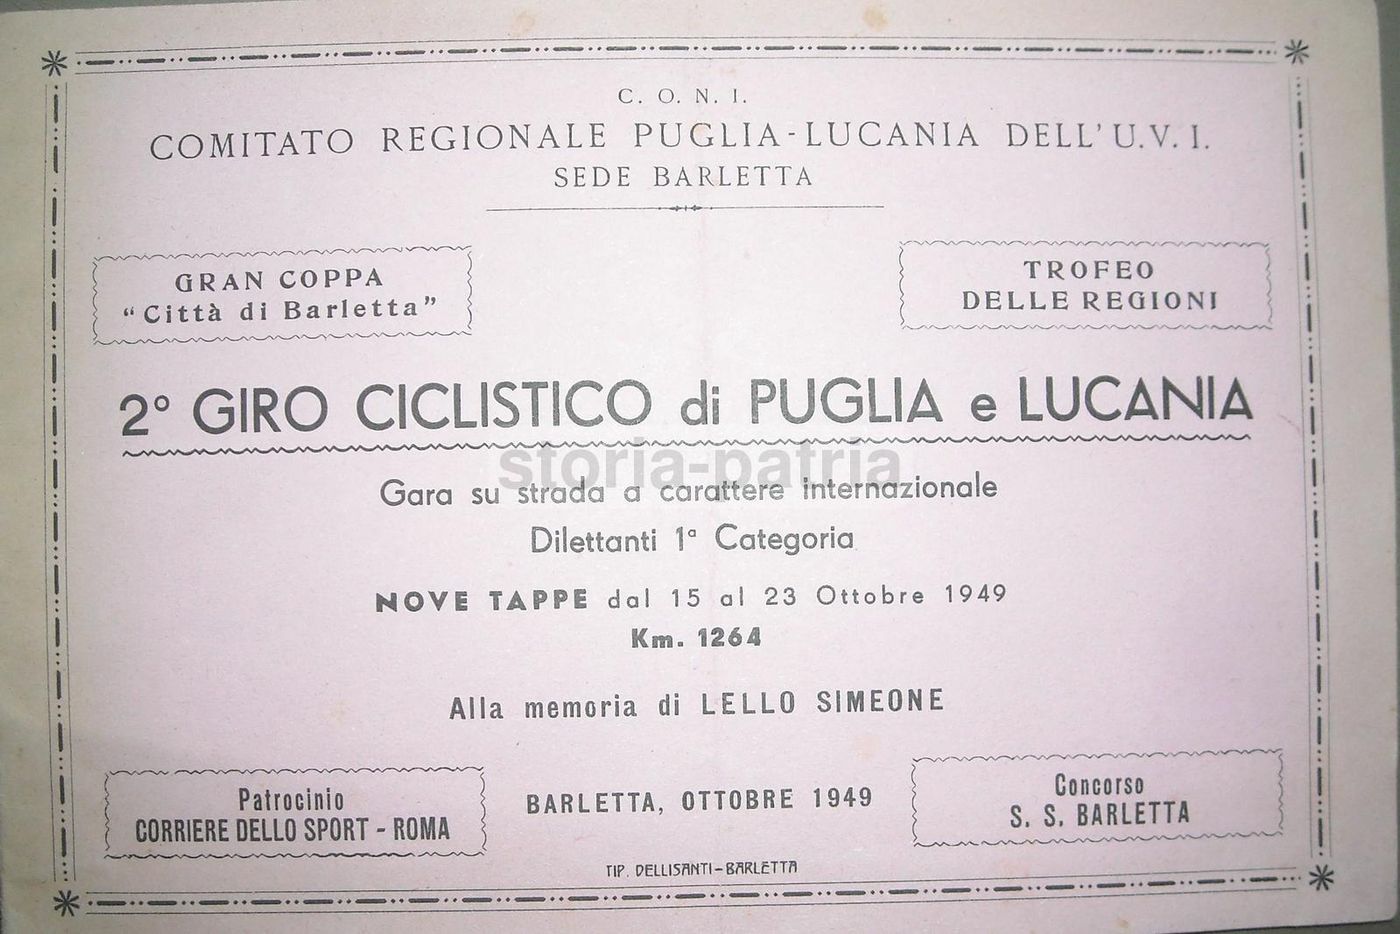 C. O. N. I.
COMITATO REGIONALE PUGLIA-LUCANIA DELL'U.V.I.
SEDE BARLETTA
GRAN COPPA
"Città di Barletta"
TROFEO
DELLE REGIONI
2° GIRO CICLISTICO di PUGLIA e LUCANIA
storia-patria
Gara su strada a carattere internazionale
Dilettanti 1ª Categoria
NOVE TAPPE dal 15 al 23 Ottobre 1949
Km. 1264
Alla memoria di LELLO SIMEONE
Patrocinio
CORRIERE DELLO SPORT - ROMA
BARLETTA, OTTOBRE 1949
Concorso
S. S. BARLETTA
TIP. DELLISANTI-BARLETTA